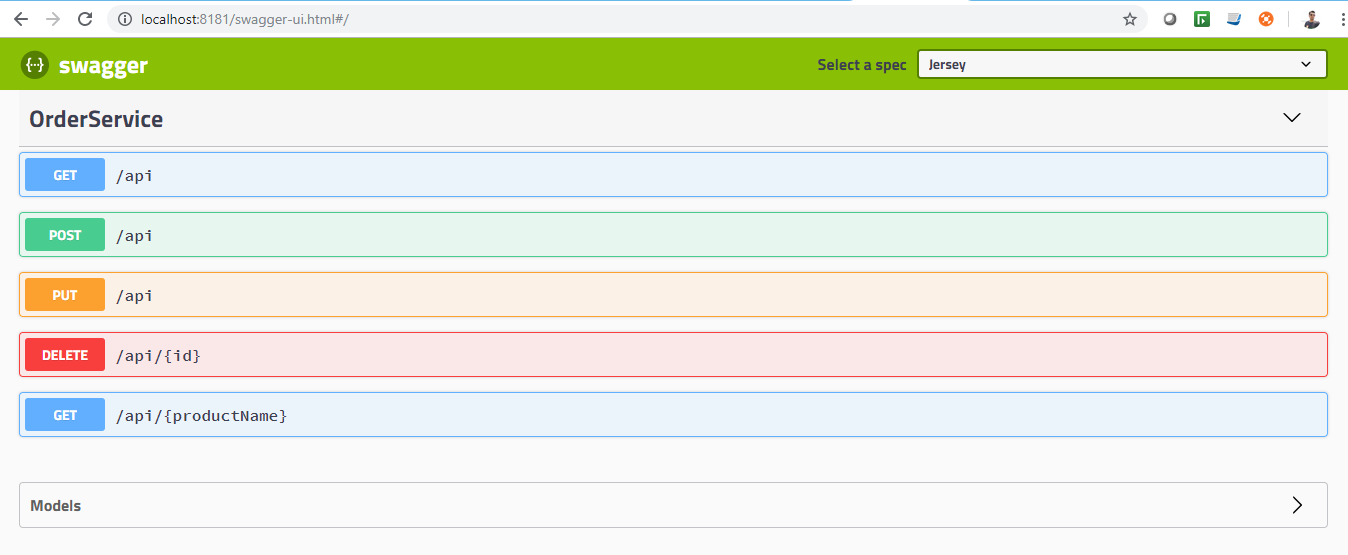 localhost:8181/swagger-ui.html#/
{··} swagger
Select a spec
Jersey
OrderService
GET /api
POST /api
PUT /api
DELETE /api/{id}
GET /api/{productName}
Models